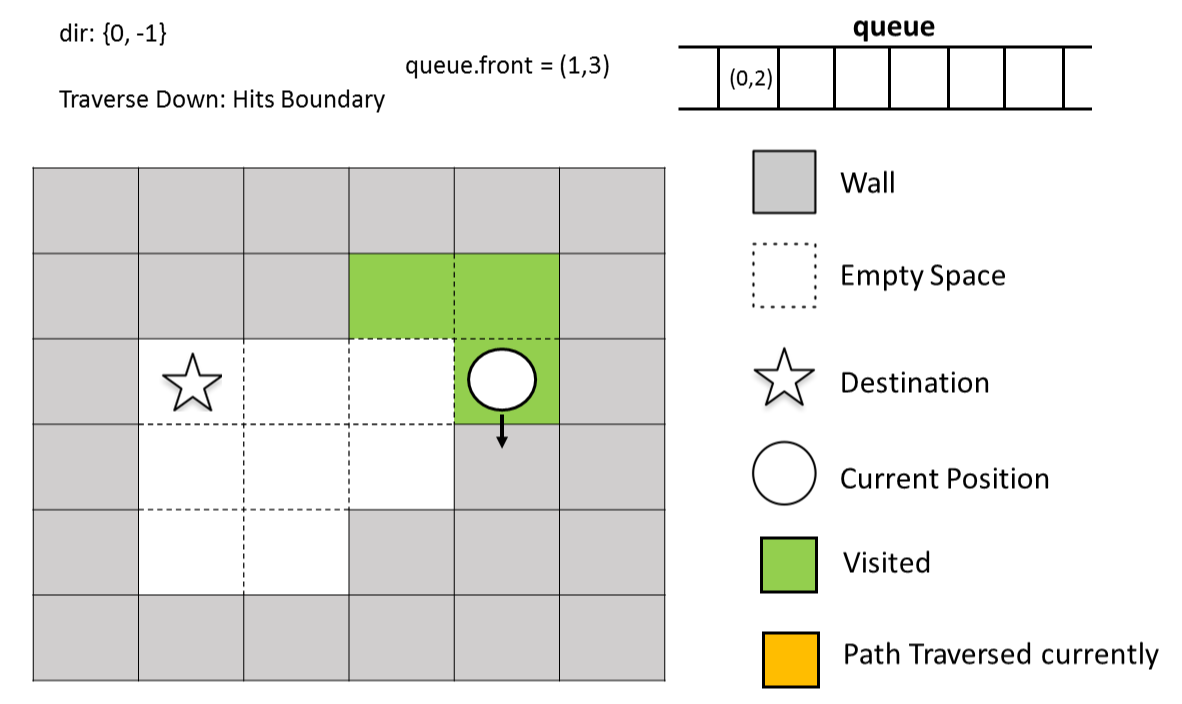 dir: {0, -1}
queue
queue.front = (1,3)
(0,2)
Traverse Down: Hits Boundary
Wall
Empty Space
Destination
Current Position
Visited
Path Traversed currently